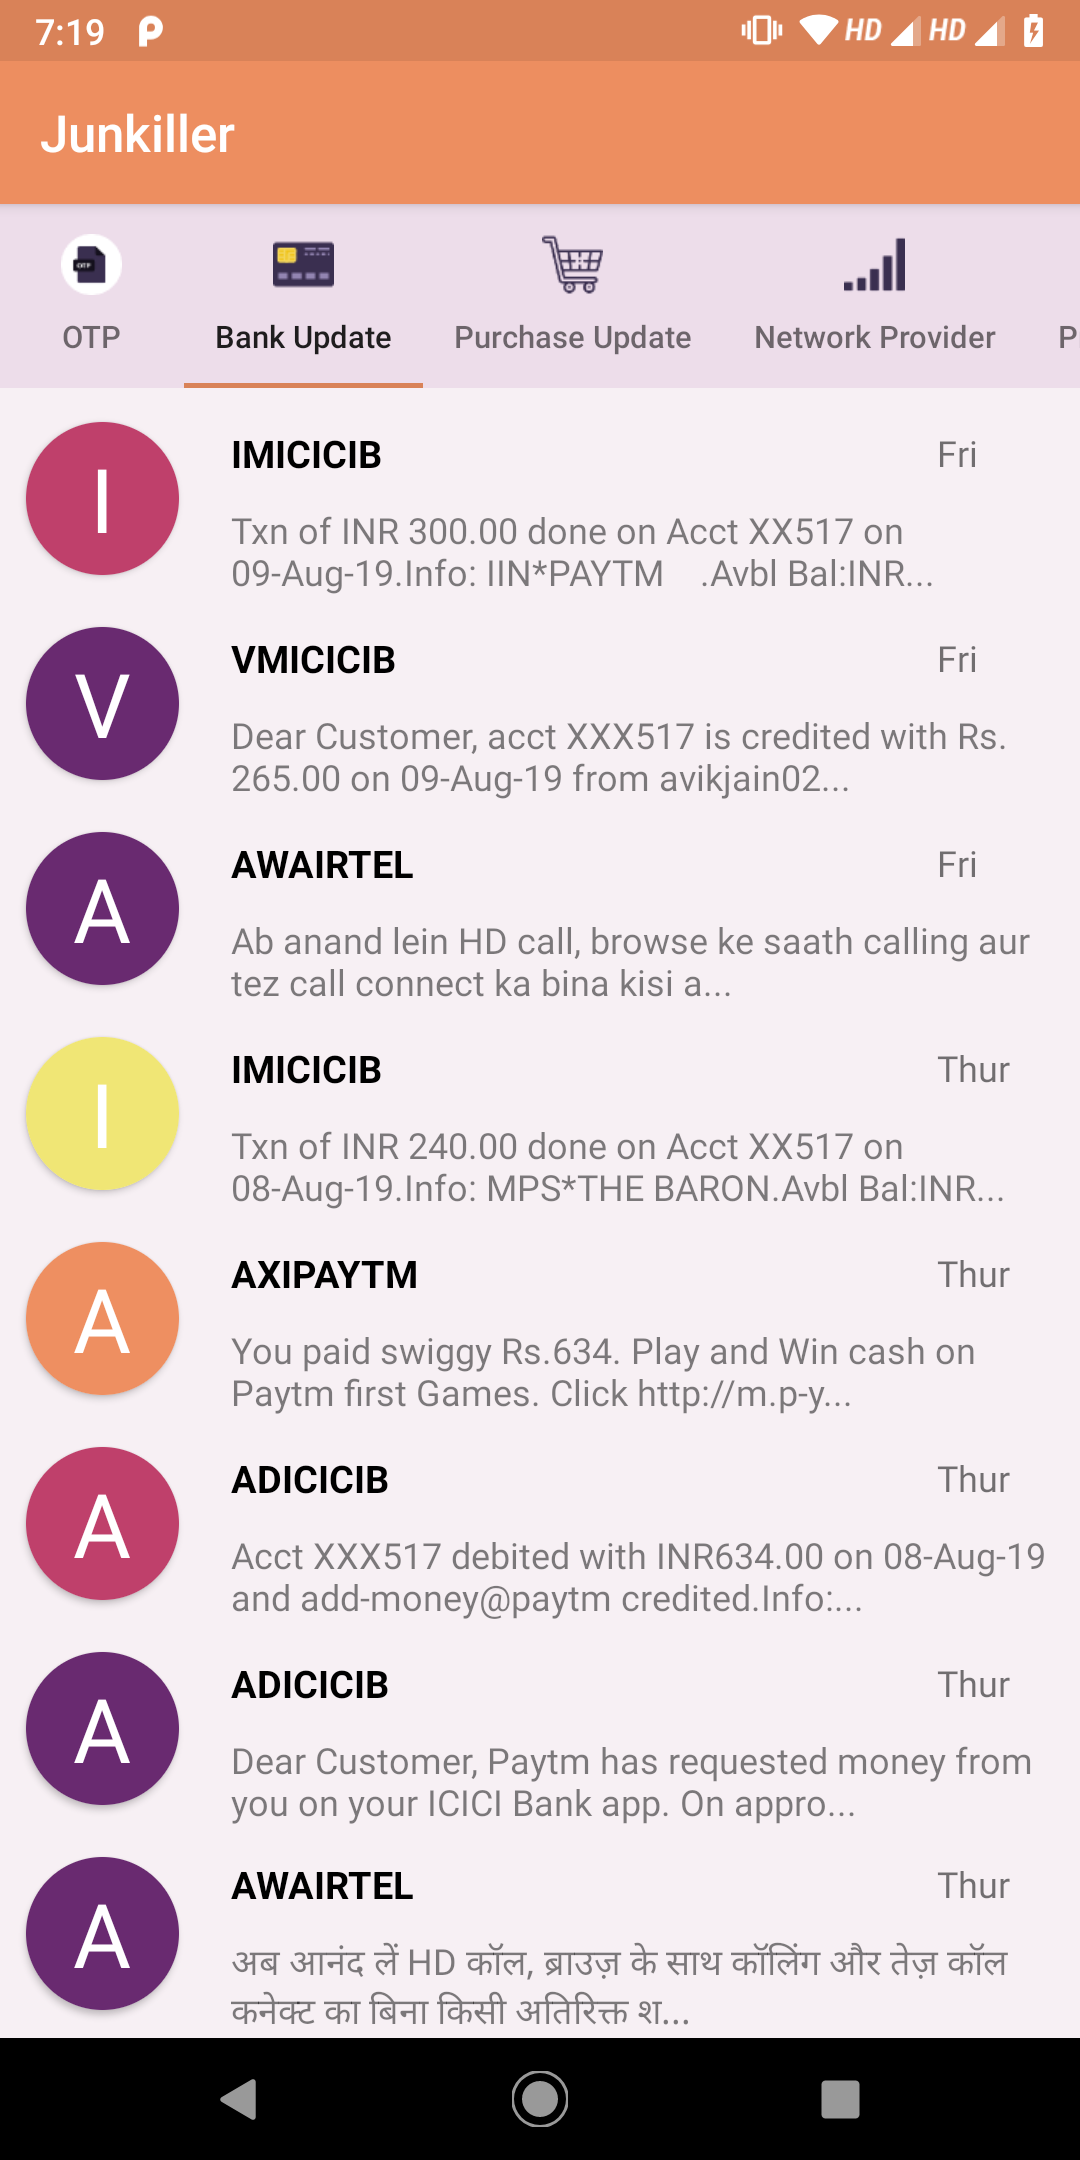 7:19 HD HD
Junkiller
OTP
OTP Bank Update Purchase Update Network Provider P
I IMICICIB Fri
Txn of INR 300.00 done on Acct XX517 on
09-Aug-19.Info: IIN*PAYTM .Avbl Bal:INR...
V VMICICIB Fri
Dear Customer, acct XXX517 is credited with Rs.
265.00 on 09-Aug-19 from avikjain02...
A AWAIRTEL Fri
Ab anand lein HD call, browse ke saath calling aur
tez call connect ka bina kisi a...
I IMICICIB Thur
Txn of INR 240.00 done on Acct XX517 on
08-Aug-19.Info: MPS*THE BARON.Avbl Bal:INR...
A AXIPAYTM Thur
You paid swiggy Rs.634. Play and Win cash on
Paytm first Games. Click http://m.p-y...
A ADICICIB Thur
Acct XXX517 debited with INR634.00 on 08-Aug-19
and add-money@paytm credited.Info:...
A ADICICIB Thur
Dear Customer, Paytm has requested money from
you on your ICICI Bank app. On appro...
A AWAIRTEL Thur
अब आनंद लें HD कॉल, ब्राउज़ के साथ कॉलिंग और तेज़ कॉल
कनेक्ट का बिना किसी अतिरिक्त श...